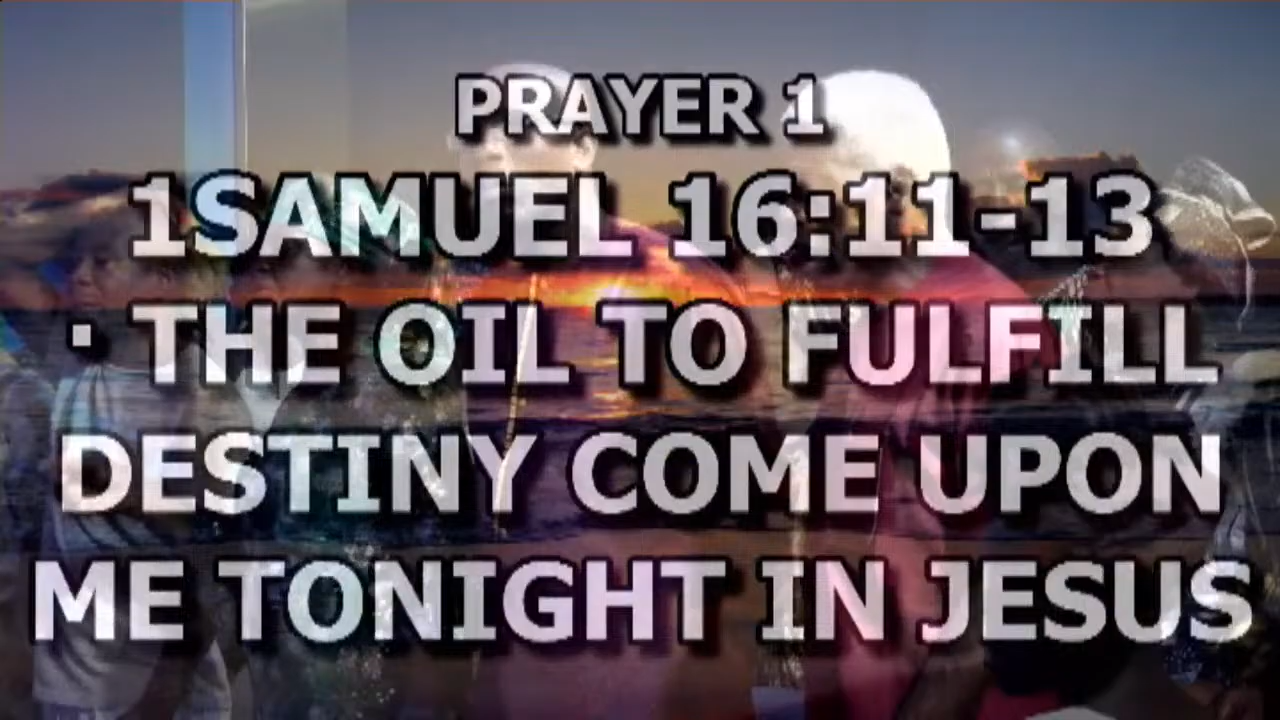 PRAYER 1
1SAMUEL 16:11-13
· THE OIL TO FULFILL
DESTINY COME UPON
ME TONIGHT IN JESUS